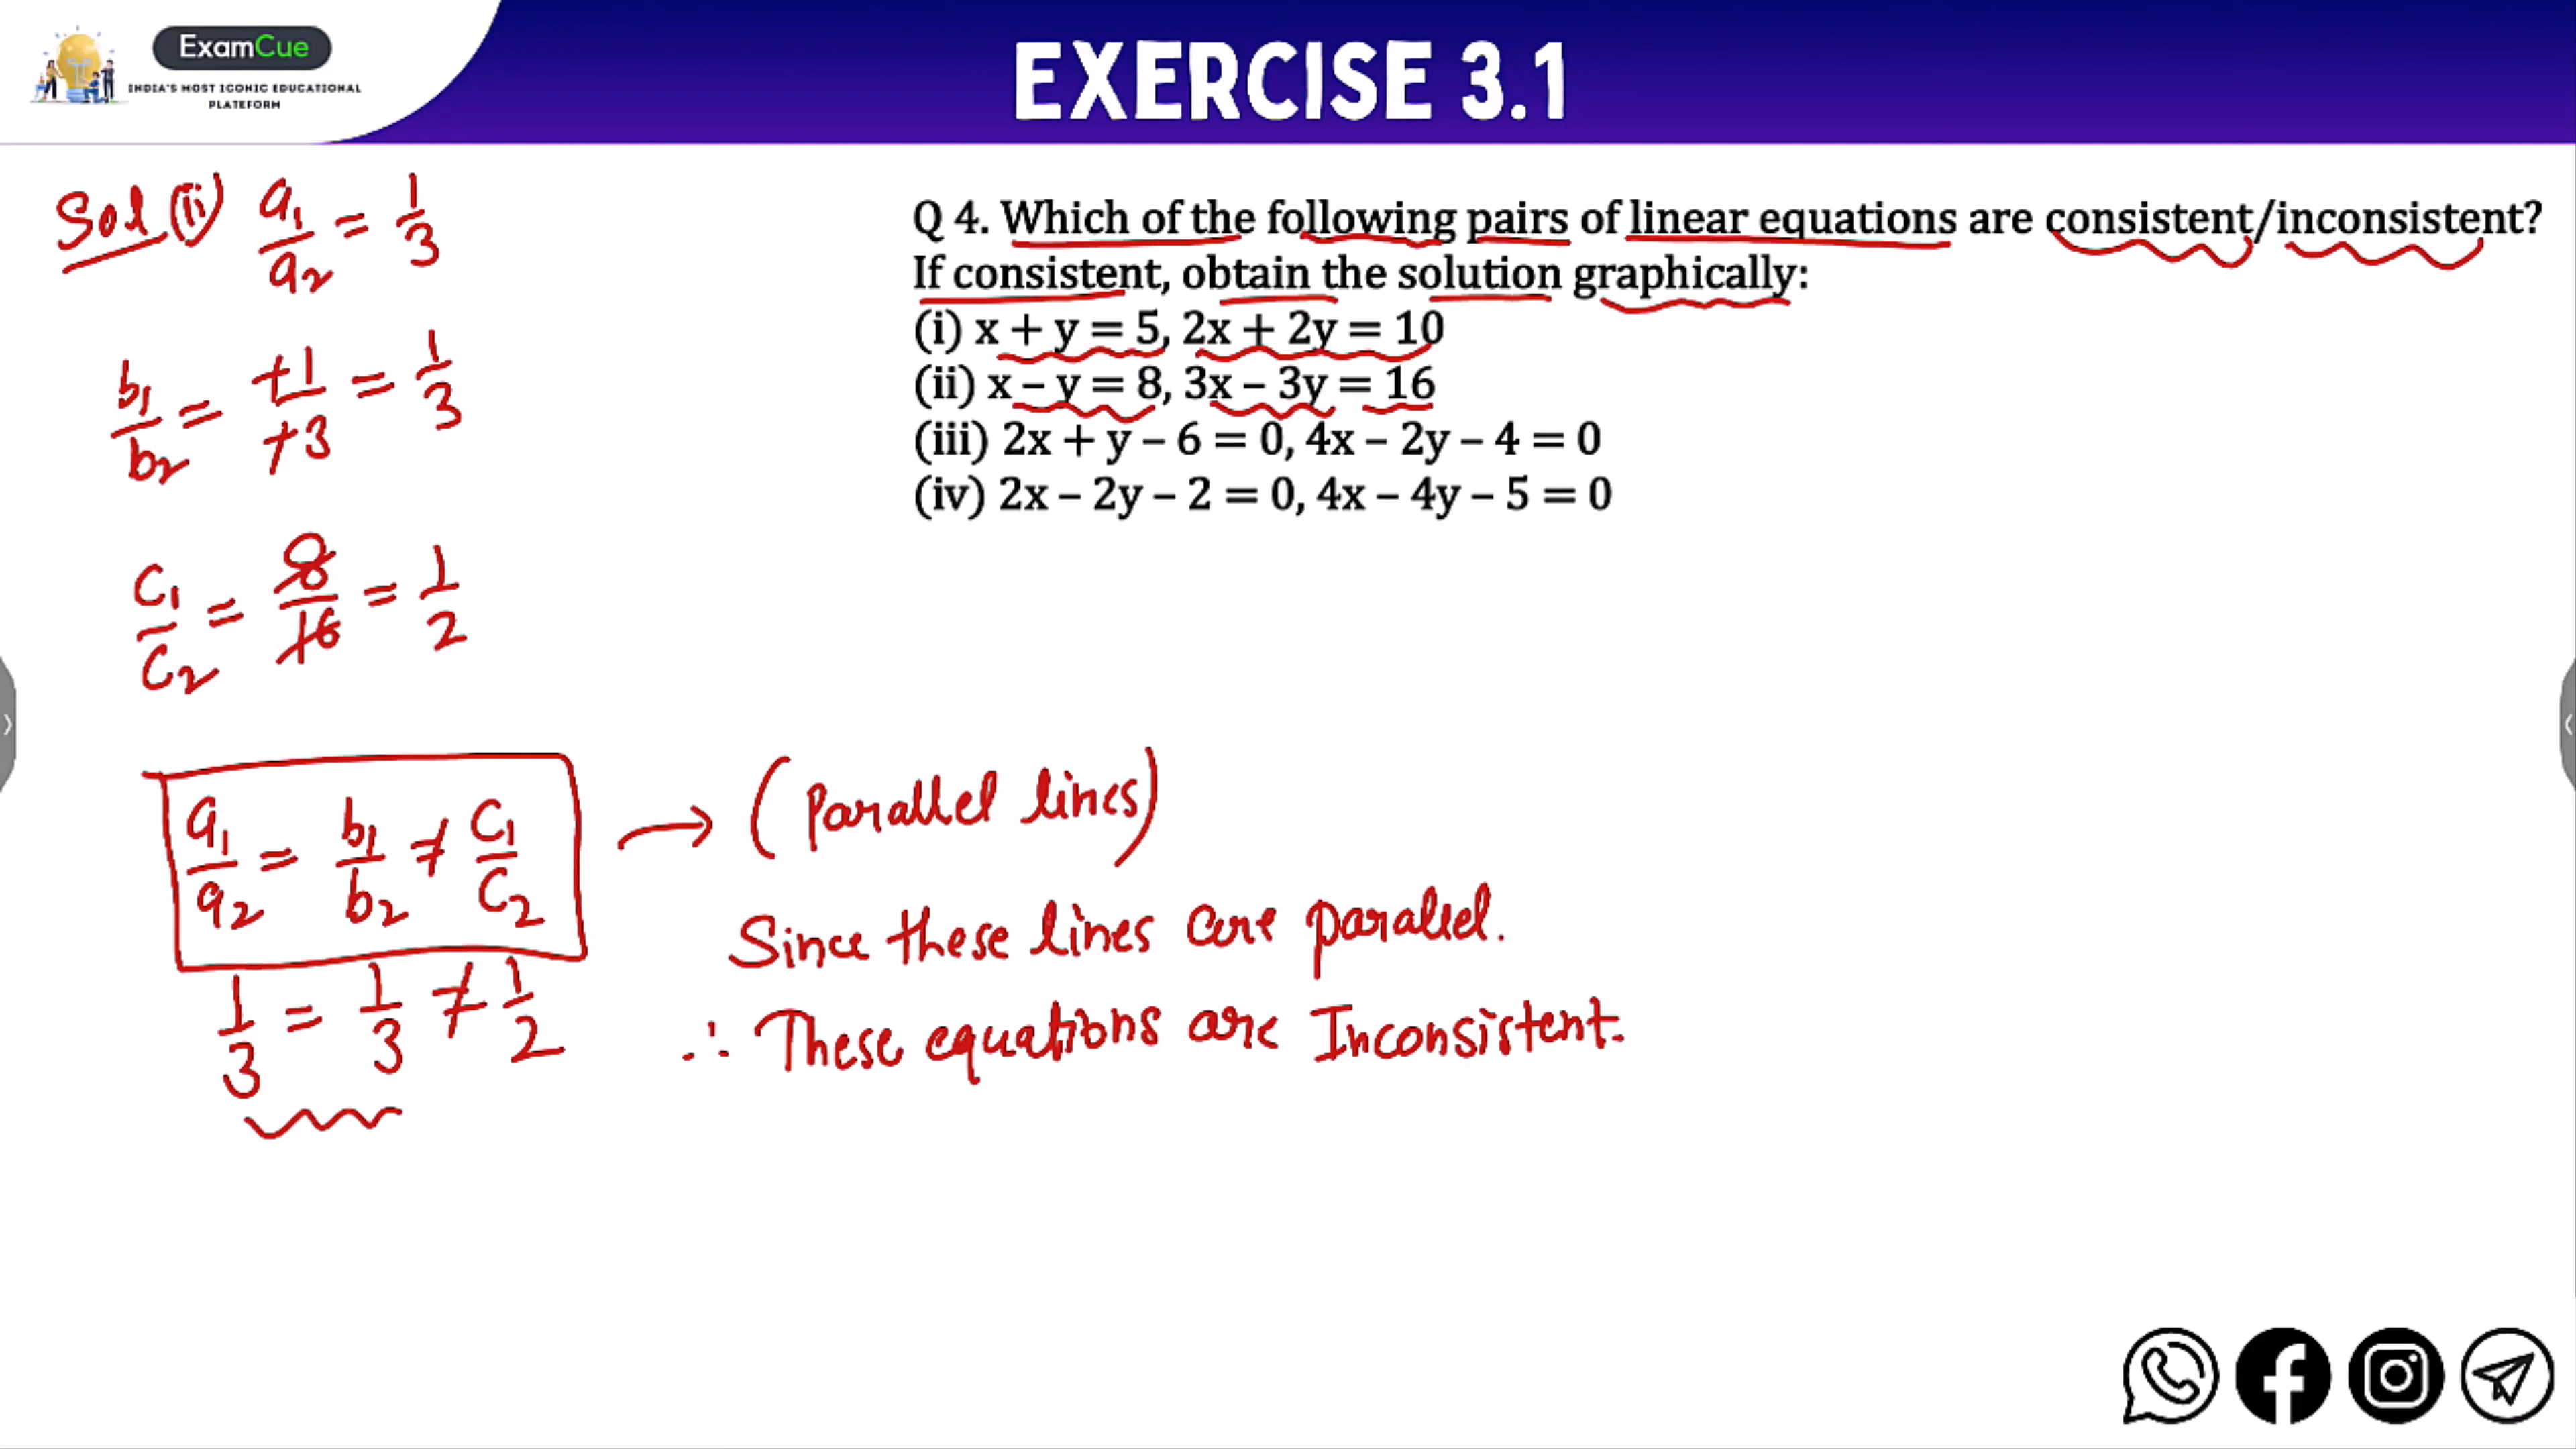 ExamCue
INDIA'S MOST ICONIC EDUCATIONAL
PLATEFORM
EXERCISE 3.1
Q 4. Which of the following pairs of linear equations are consistent/inconsistent?
If consistent, obtain the solution graphically:
(i) x + y = 5, 2x + 2y = 10
(ii) x – y = 8, 3x – 3y = 16
(iii) 2x + y – 6 = 0, 4x – 2y – 4 = 0
(iv) 2x – 2y – 2 = 0, 4x – 4y – 5 = 0
Sol (ii) a₁/a₂ = 1/3
b₁/b₂ = +1/+3 = 1/3
c₁/c₂ = 8/16 = 1/2
a₁/a₂ = b₁/b₂ ≠ c₁/c₂ → (Parallel lines)
1/3 = 1/3 ≠ 1/2
Since these lines are parallel.
∴ These equations are Inconsistent.